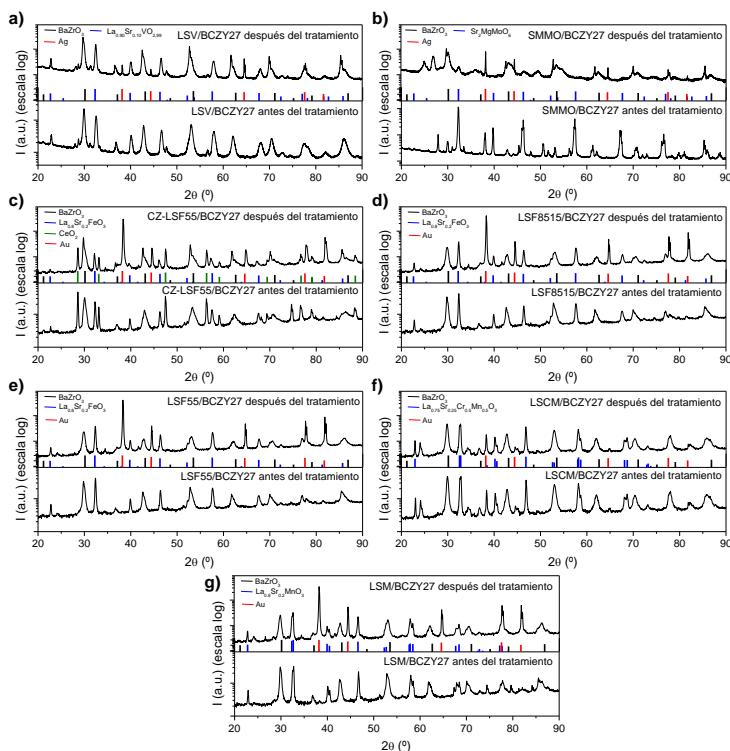 a)
BaZrO3 La0.90Sr0.10VO2.99
Ag
LSV/BCZY27 después del tratamiento
LSV/BCZY27 antes del tratamiento
I (a.u.) (escala log)
20 30 40 50 60 70 80 90
2θ (º)
b)
BaZrO3 Sr2MgMoO6
Ag
SMMO/BCZY27 después del tratamiento
SMMO/BCZY27 antes del tratamiento
I (a.u.) (escala log)
20 30 40 50 60 70 80 90
2θ (º)
c)
CZ-LSF55/BCZY27 después del tratamiento
BaZrO3
La0.8Sr0.2FeO3
CeO2
Au
CZ-LSF55/BCZY27 antes del tratamiento
I (a.u.) (escala log)
20 30 40 50 60 70 80 90
2θ (º)
d)
LSF8515/BCZY27 después del tratamiento
BaZrO3
La0.8Sr0.2FeO3
Au
LSF8515/BCZY27 antes del tratamiento
I (a.u.) (escala log)
20 30 40 50 60 70 80 90
2θ (º)
e)
LSF55/BCZY27 después del tratamiento
BaZrO3
La0.8Sr0.2FeO3
Au
LSF55/BCZY27 antes del tratamiento
I (a.u.) (escala log)
20 30 40 50 60 70 80 90
2θ (º)
f)
LSCM/BCZY27 después del tratamiento
BaZrO3
La0.75Sr0.25Cr0.5Mn0.5O3
Au
LSCM/BCZY27 antes del tratamiento
I (a.u.) (escala log)
20 30 40 50 60 70 80 90
2θ (º)
g)
LSM/BCZY27 después del tratamiento
BaZrO3
La0.8Sr0.2MnO3
Au
LSM/BCZY27 antes del tratamiento
I (a.u.) (escala log)
20 30 40 50 60 70 80 90
2θ (º)